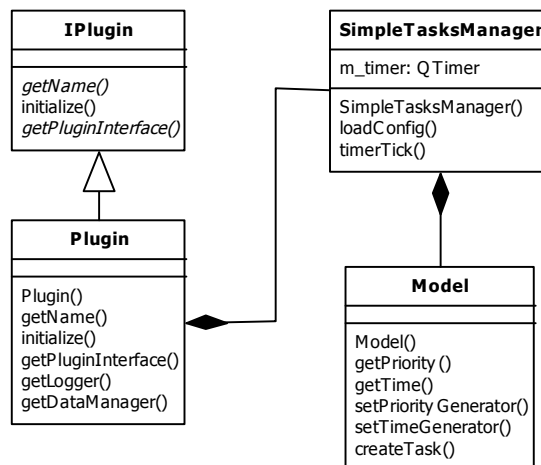 IPlugin
getName()
initialize()
getPluginInterface()
SimpleTasksManager
m_timer: QTimer
SimpleTasksManager()
loadConfig()
timerTick()
Plugin
Plugin()
getName()
initialize()
getPluginInterface()
getLogger()
getDataManager()
Model
Model()
getPriority()
getTime()
setPriorityGenerator()
setTimeGenerator()
createTask()